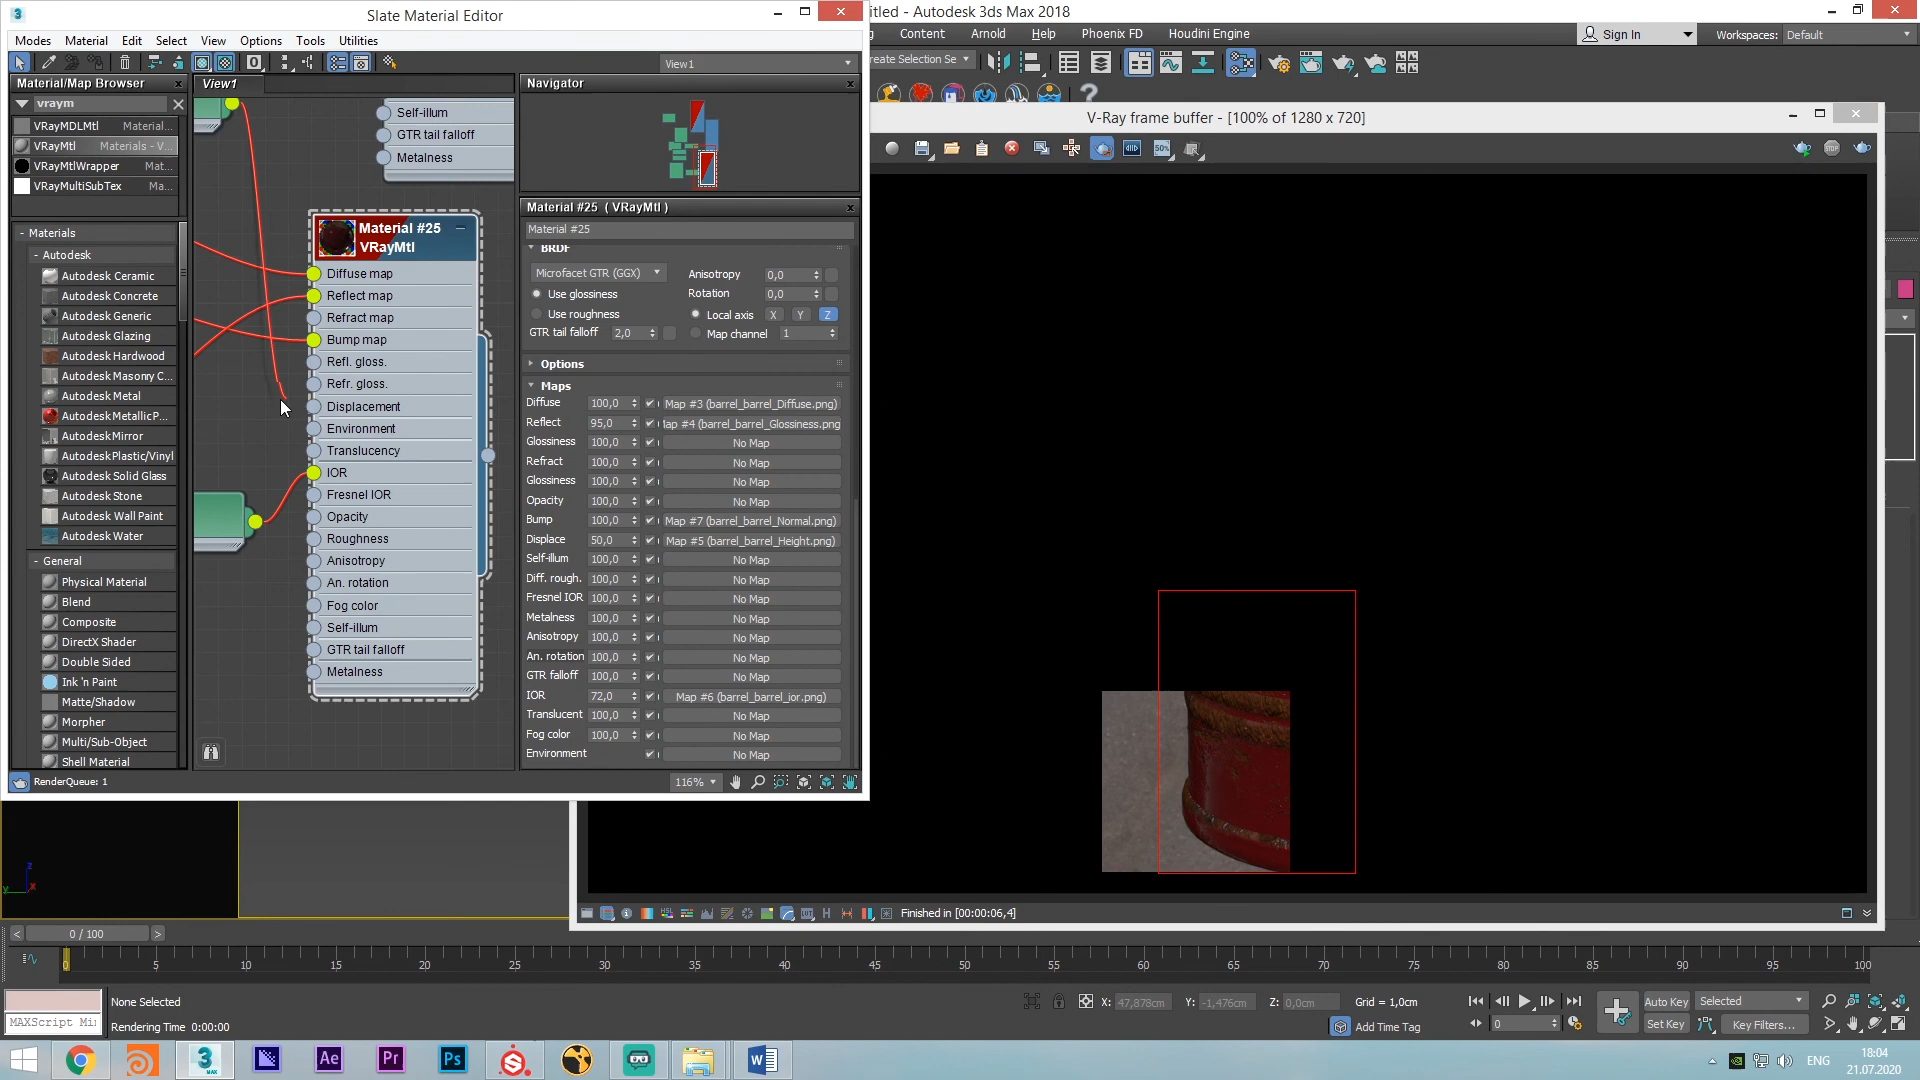 Slate Material Editor
Modes Material Edit Select View Options Tools Utilities
View1
Material/Map Browser
vraym
VRayMDLMtl Material...
VRayMtl Materials - V...
VRayMtlWrapper Mat...
VRayMultiSubTex Ma...
- Materials
- Autodesk
Autodesk Ceramic
Autodesk Concrete
Autodesk Generic
Autodesk Glazing
Autodesk Hardwood
Autodesk Masonry C...
Autodesk Metal
Autodesk MetallicP...
Autodesk Mirror
Autodesk Plastic/Vinyl
Autodesk Solid Glass
Autodesk Stone
Autodesk Wall Paint
Autodesk Water
- General
Physical Material
Blend
Composite
DirectX Shader
Double Sided
Ink 'n Paint
Matte/Shadow
Morpher
Multi/Sub-Object
Shell Material
RenderQueue: 1
View1
Self-illum
GTR tail falloff
Metalness
Material #25
VRayMtl
Diffuse map
Reflect map
Refract map
Bump map
Refl. gloss.
Refr. gloss.
Displacement
Environment
Translucency
IOR
Fresnel IOR
Opacity
Roughness
Anisotropy
An. rotation
Fog color
Self-illum
GTR tail falloff
Metalness
Navigator
Material #25 ( VRayMtl )
Material #25
BRDF
Microfacet GTR (GGX) Anisotropy 0,0
Use glossiness Rotation 0,0
Use roughness Local axis X Y Z
GTR tail falloff 2,0 Map channel 1
Options
Maps
Diffuse 100,0 Map #3 (barrel_barrel_Diffuse.png)
Reflect 95,0 Map #4 (barrel_barrel_Glossiness.png
Glossiness 100,0 No Map
Refract 100,0 No Map
Glossiness 100,0 No Map
Opacity 100,0 No Map
Bump 100,0 Map #7 (barrel_barrel_Normal.png)
Displace 50,0 Map #5 (barrel_barrel_Height.png)
Self-illum 100,0 No Map
Diff. rough. 100,0 No Map
Fresnel IOR 100,0 No Map
Metalness 100,0 No Map
Anisotropy 100,0 No Map
An. rotation 100,0 No Map
GTR falloff 100,0 No Map
IOR 72,0 Map #6 (barrel_barrel_ior.png)
Translucent 100,0 No Map
Fog color 100,0 No Map
Environment No Map
116%
titled - Autodesk 3ds Max 2018
Content Arnold Help Phoenix FD Houdini Engine
Sign In Workspaces: Default
reate Selection Se
V-Ray frame buffer - [100% of 1280 x 720]
50%
Finished in [00:00:06,4]
z
y x
< 0 / 100 >
0 5 10 15 20 25 30 35 40 45 50 55 60 65 70 75 80 85 90 95 100
None Selected
X: 47,878cm Y: -1,476cm Z: 0,0cm Grid = 1,0cm
Auto Key Selected
MAXScript Mi
Rendering Time 0:00:00
Add Time Tag
0
Set Key Key Filters...
3 MAX Ae Pr Ps W
ENG
18:04
21.07.2020